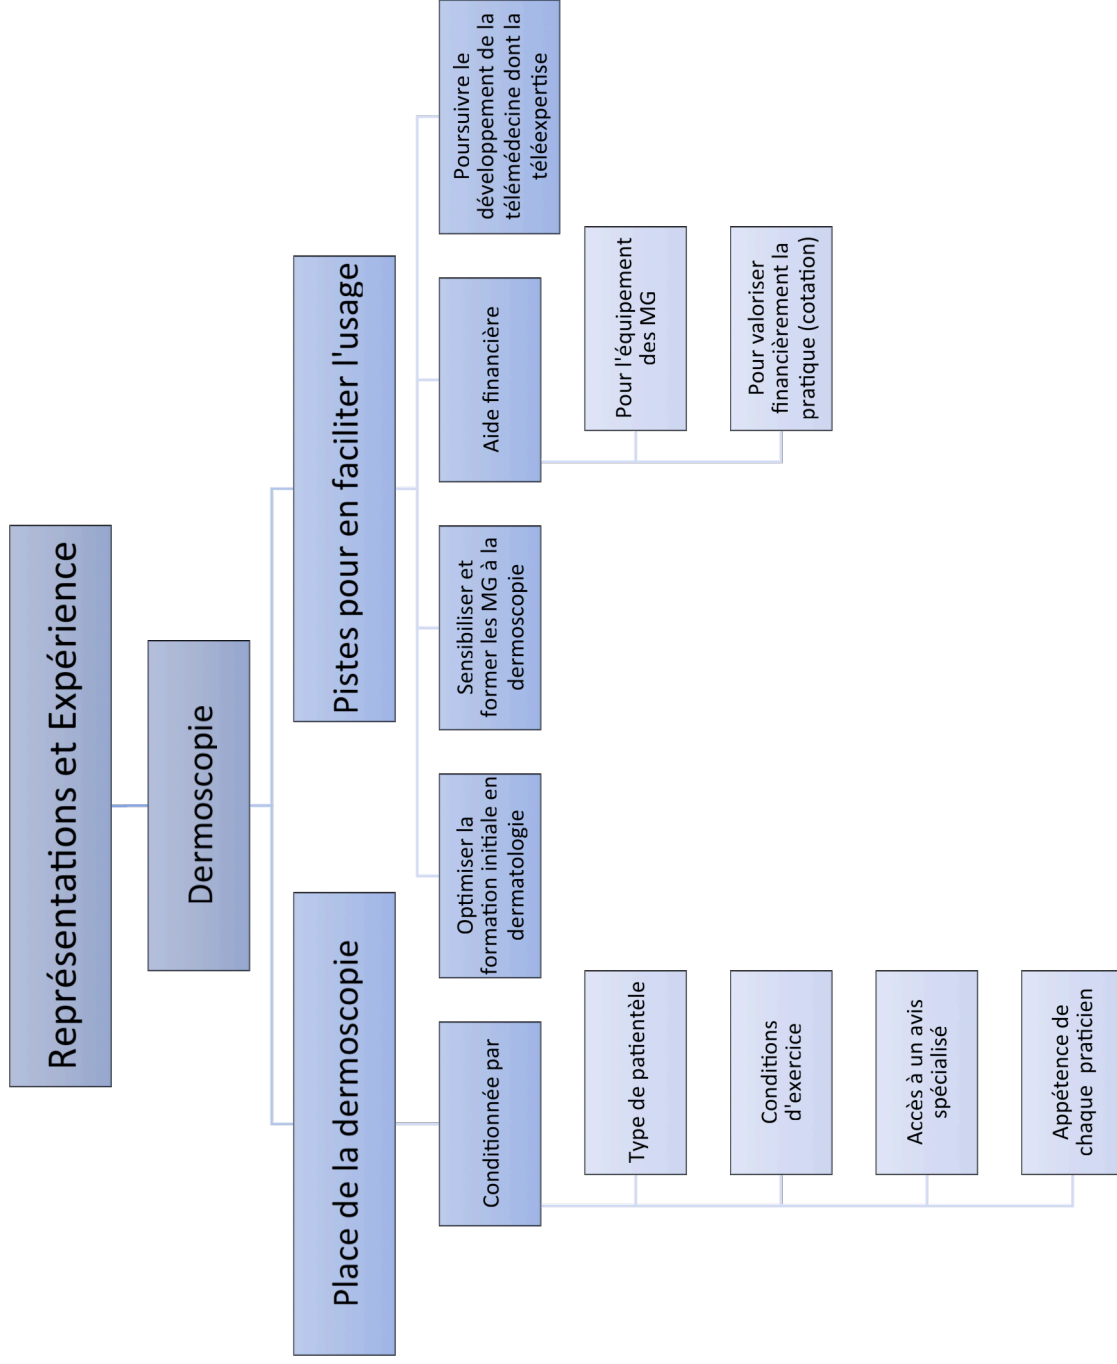 Représentations et Expérience
Dermoscopie
Place de la dermoscopie
Pistes pour en faciliter l'usage
Conditionnée par
Type de patientèle
Conditions
d'exercice
Accès à un avis
spécialisé
Appétence de
chaque praticien
Optimiser la
formation initiale en
dermatologie
Sensibiliser et
former les MG à la
dermoscopie
Aide financière
Pour l'équipement
des MG
Pour valoriser
financièrement la
pratique (cotation)
Poursuivre le
développement de la
télémédecine dont la
téléexpertise